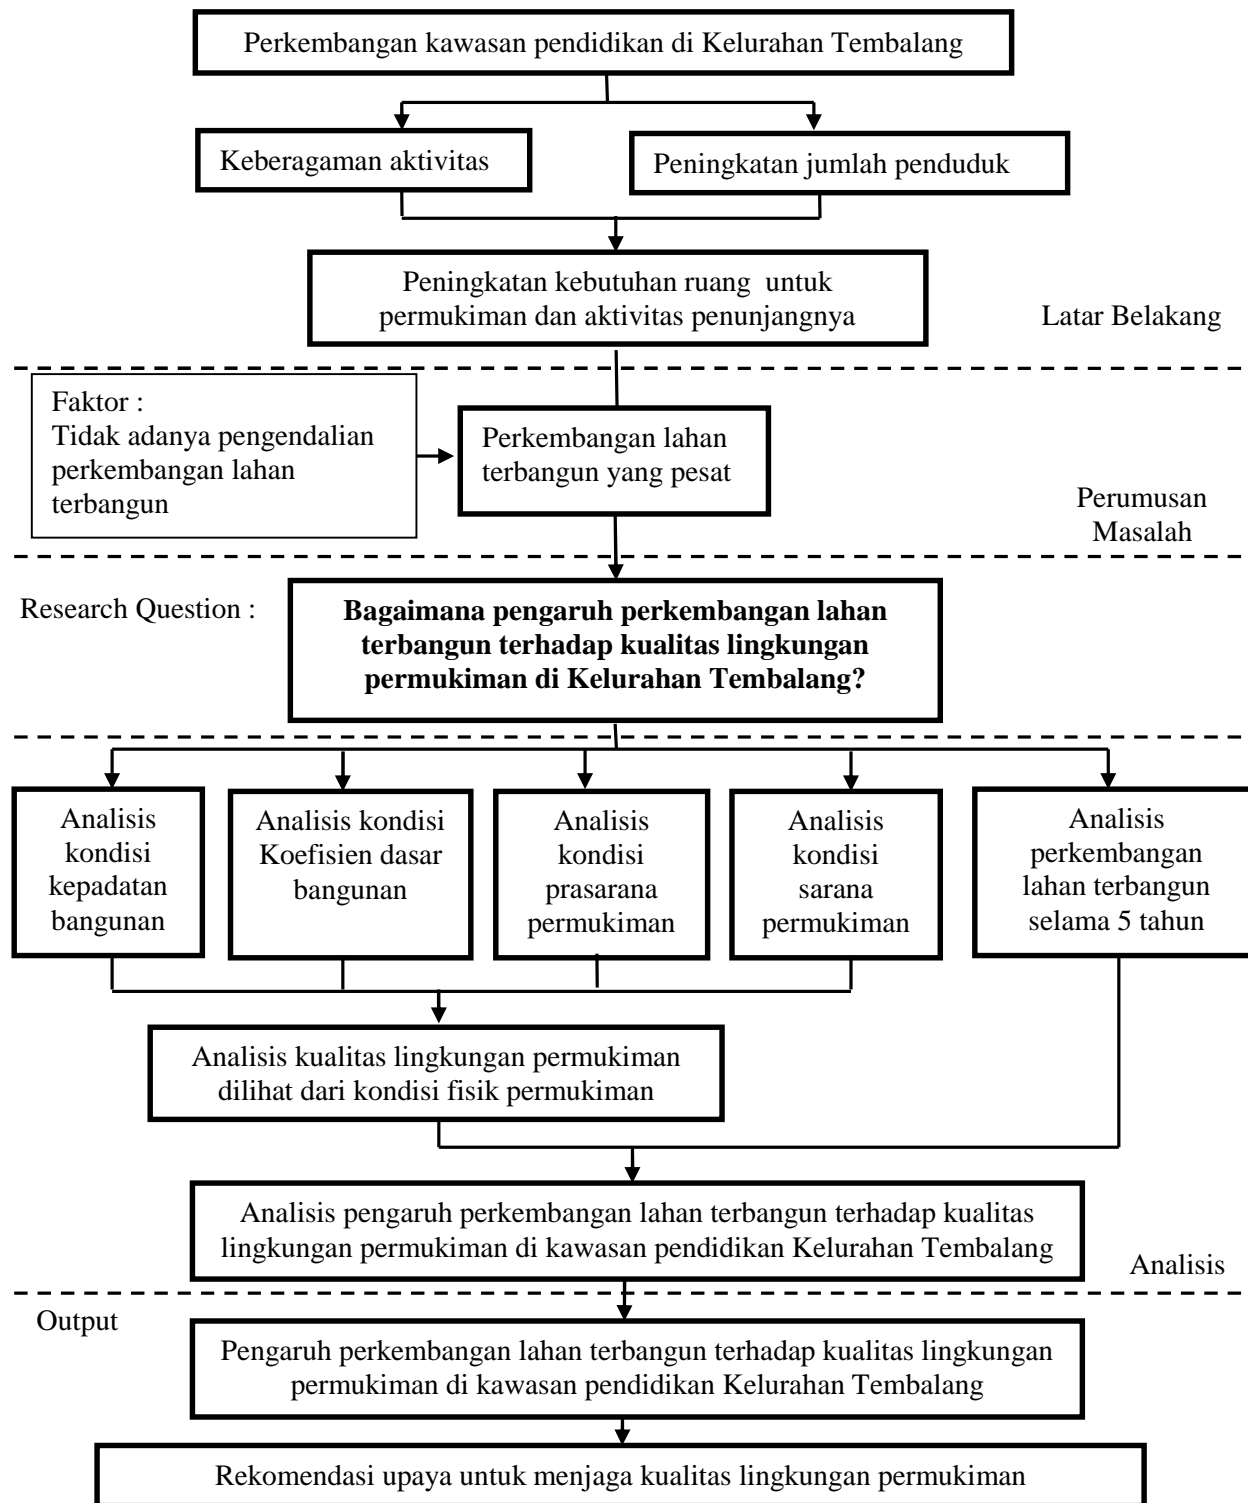 Perkembangan kawasan pendidikan di Kelurahan Tembalang
Keberagaman aktivitas
Peningkatan jumlah penduduk
Peningkatan kebutuhan ruang untuk
permukiman dan aktivitas penunjangnya
Latar Belakang
Faktor :
Tidak adanya pengendalian
perkembangan lahan
terbangun
Perkembangan lahan
terbangun yang pesat
Perumusan
Masalah
Research Question :
Bagaimana pengaruh perkembangan lahan
terbangun terhadap kualitas lingkungan
permukiman di Kelurahan Tembalang?
Analisis
kondisi
kepadatan
bangunan
Analisis kondisi
Koefisien dasar
bangunan
Analisis
kondisi
prasarana
permukiman
Analisis
kondisi
sarana
permukiman
Analisis
perkembangan
lahan terbangun
selama 5 tahun
Analisis kualitas lingkungan permukiman
dilihat dari kondisi fisik permukiman
Analisis pengaruh perkembangan lahan terbangun terhadap kualitas
lingkungan permukiman di kawasan pendidikan Kelurahan Tembalang
Analisis
Output
Pengaruh perkembangan lahan terbangun terhadap kualitas lingkungan
permukiman di kawasan pendidikan Kelurahan Tembalang
Rekomendasi upaya untuk menjaga kualitas lingkungan permukiman